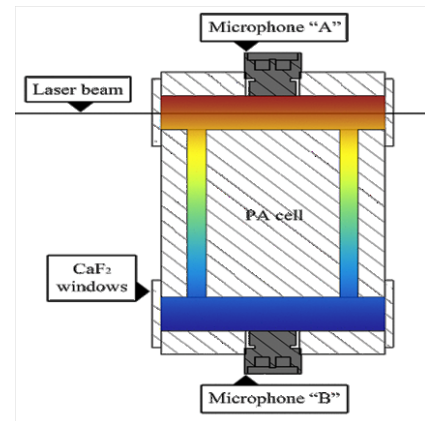 Microphone “A”
Laser beam
PA cell
CaF₂
windows
Microphone “B”